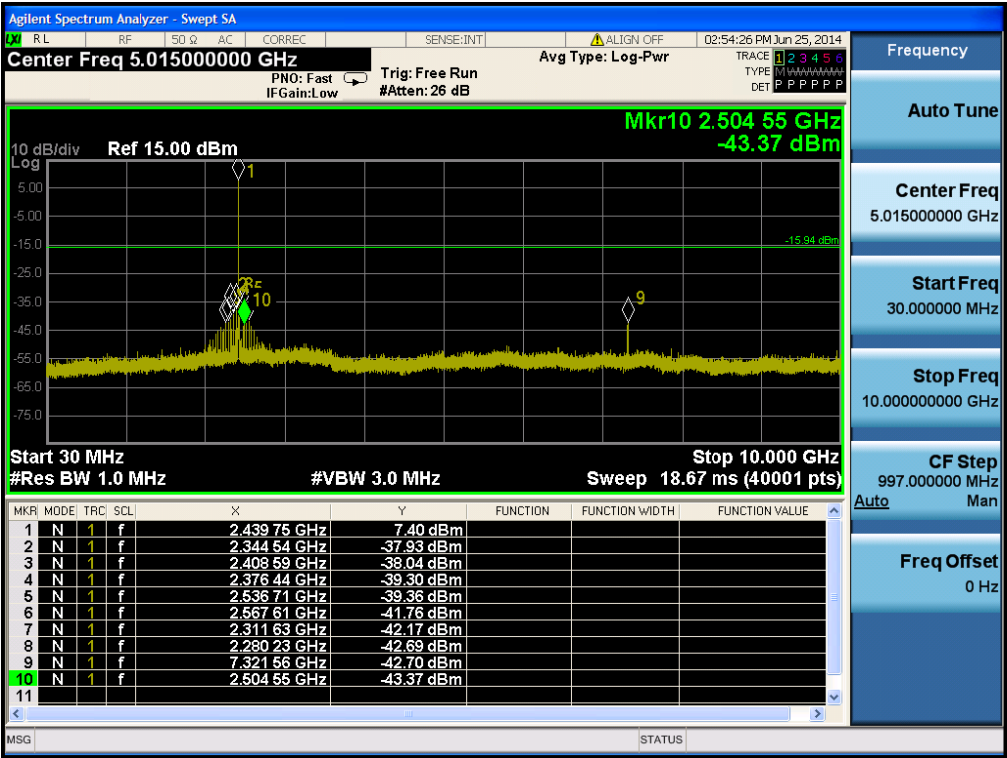 Agilent Spectrum Analyzer - Swept SA
LXI RL RF 50 Ω AC CORREC SENSE:INT ALIGN OFF 02:54:26 PM Jun 25, 2014
Center Freq 5.015000000 GHz Avg Type: Log-Pwr TRACE 1 2 3 4 5 6
PNO: Fast Trig: Free Run TYPE M WWWWW
IFGain:Low #Atten: 26 dB DET P P P P P P
Mkr10 2.504 55 GHz
10 dB/div Ref 15.00 dBm -43.37 dBm
Log
1
5.00
-5.00
-15.0
-15.94 dBm
-25.0
-35.0
10
9
-45.0
-55.0
-65.0
-75.0
Start 30 MHz Stop 10.000 GHz
#Res BW 1.0 MHz #VBW 3.0 MHz Sweep 18.67 ms (40001 pts)
MKR MODE TRC SCL X Y FUNCTION FUNCTION WIDTH FUNCTION VALUE
1 N 1 f 2.439 75 GHz 7.40 dBm
2 N 1 f 2.344 54 GHz -37.93 dBm
3 N 1 f 2.408 59 GHz -38.04 dBm
4 N 1 f 2.376 44 GHz -39.30 dBm
5 N 1 f 2.536 71 GHz -39.36 dBm
6 N 1 f 2.567 61 GHz -41.76 dBm
7 N 1 f 2.311 63 GHz -42.17 dBm
8 N 1 f 2.280 23 GHz -42.69 dBm
9 N 1 f 7.321 56 GHz -42.70 dBm
10 N 1 f 2.504 55 GHz -43.37 dBm
11
MSG STATUS
Frequency
Auto Tune
Center Freq
5.015000000 GHz
Start Freq
30.000000 MHz
Stop Freq
10.000000000 GHz
CF Step
997.000000 MHz
Auto Man
Freq Offset
0 Hz